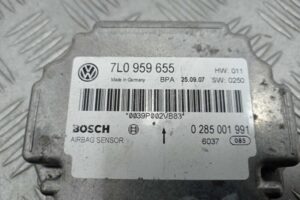 7L0 959 655 HW: 011
Made in Germany BPA 25.09.07 SW: 0250
*0039P002VB83*
BOSCH 0 285 001 991
AIRBAG SENSOR 6037 085